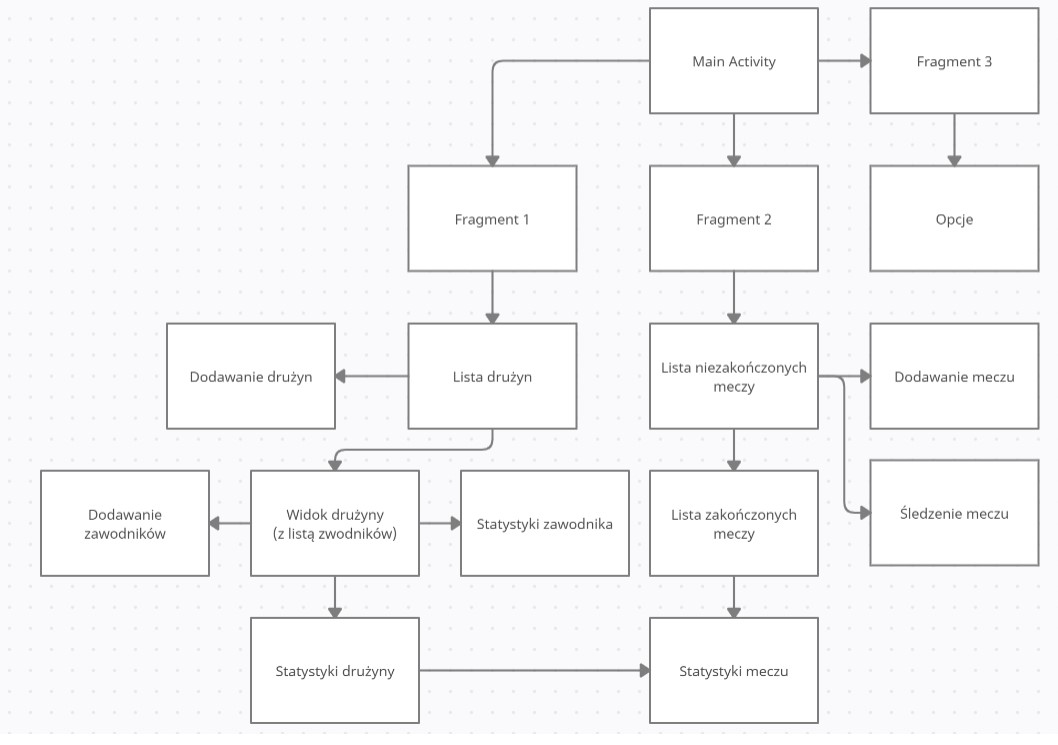 Main Activity
Fragment 3
Fragment 1
Fragment 2
Opcje
Dodawanie drużyn
Lista drużyn
Lista niezakończonych
meczy
Dodawanie meczu
Dodawanie
zawodników
Widok drużyny
(z listą zwodników)
Statystyki zawodnika
Lista zakończonych
meczy
Śledzenie meczu
Statystyki drużyny
Statystyki meczu